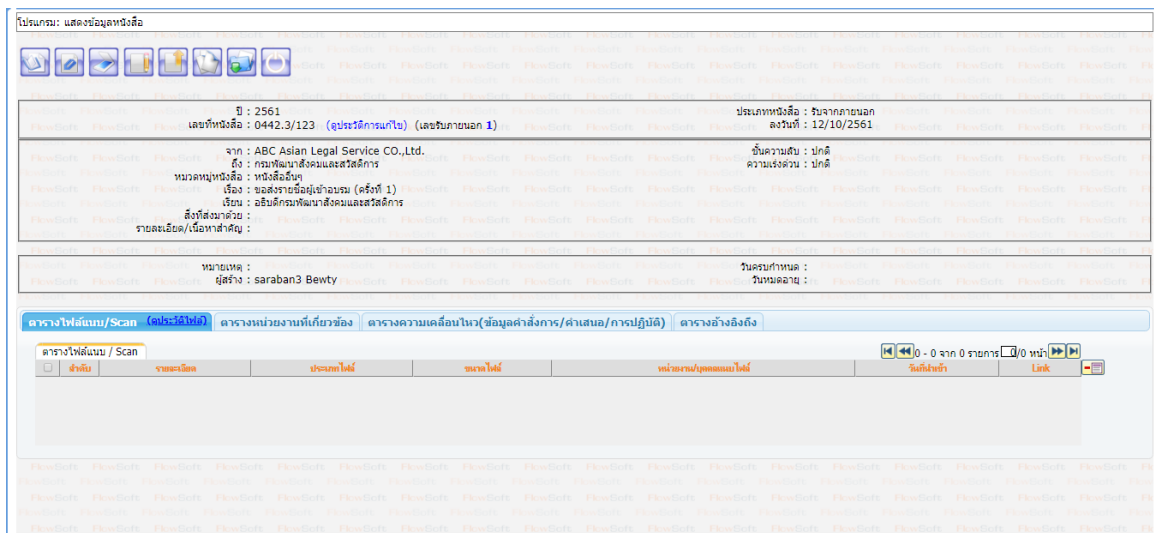 โปรแกรม: แสดงข้อมูลหนังสือ
ปี : 2561 ประเภทหนังสือ : รับจากภายนอก
เลขที่หนังสือ : 0442.3/123 (ดูประวัติการแก้ไข) (เลขรับภายนอก 1) ลงวันที่ : 12/10/2561
จาก : ABC Asian Legal Service CO.,Ltd. ชั้นความลับ : ปกติ
ถึง : กรมพัฒนาสังคมและสวัสดิการ ความเร่งด่วน : ปกติ
หมวดหมู่หนังสือ : หนังสืออื่นๆ
เรื่อง : ขอส่งรายชื่อผู้เข้าอบรม (ครั้งที่ 1)
เรียน : อธิบดีกรมพัฒนาสังคมและสวัสดิการ
สิ่งที่ส่งมาด้วย :
รายละเอียด/เนื้อหาสำคัญ :
หมายเหตุ : วันครบกำหนด :
ผู้สร้าง : saraban3 Bewty วันหมดอายุ :
ตารางไฟล์แนบ/Scan (ดูประวัติไฟล์) ตารางหน่วยงานที่เกี่ยวข้อง ตารางความเคลื่อนไหว(ข้อมูลคำสั่งการ/คำเสนอ/การปฏิบัติ) ตารางอ้างอิงถึง
ตารางไฟล์แนบ / Scan 0 - 0 จาก 0 รายการ 0/0 หน้า
ลำดับ รายละเอียด ประเภทไฟล์ ขนาดไฟล์ หน่วยงาน/บุคคลแนบไฟล์ วันที่นำเข้า Link